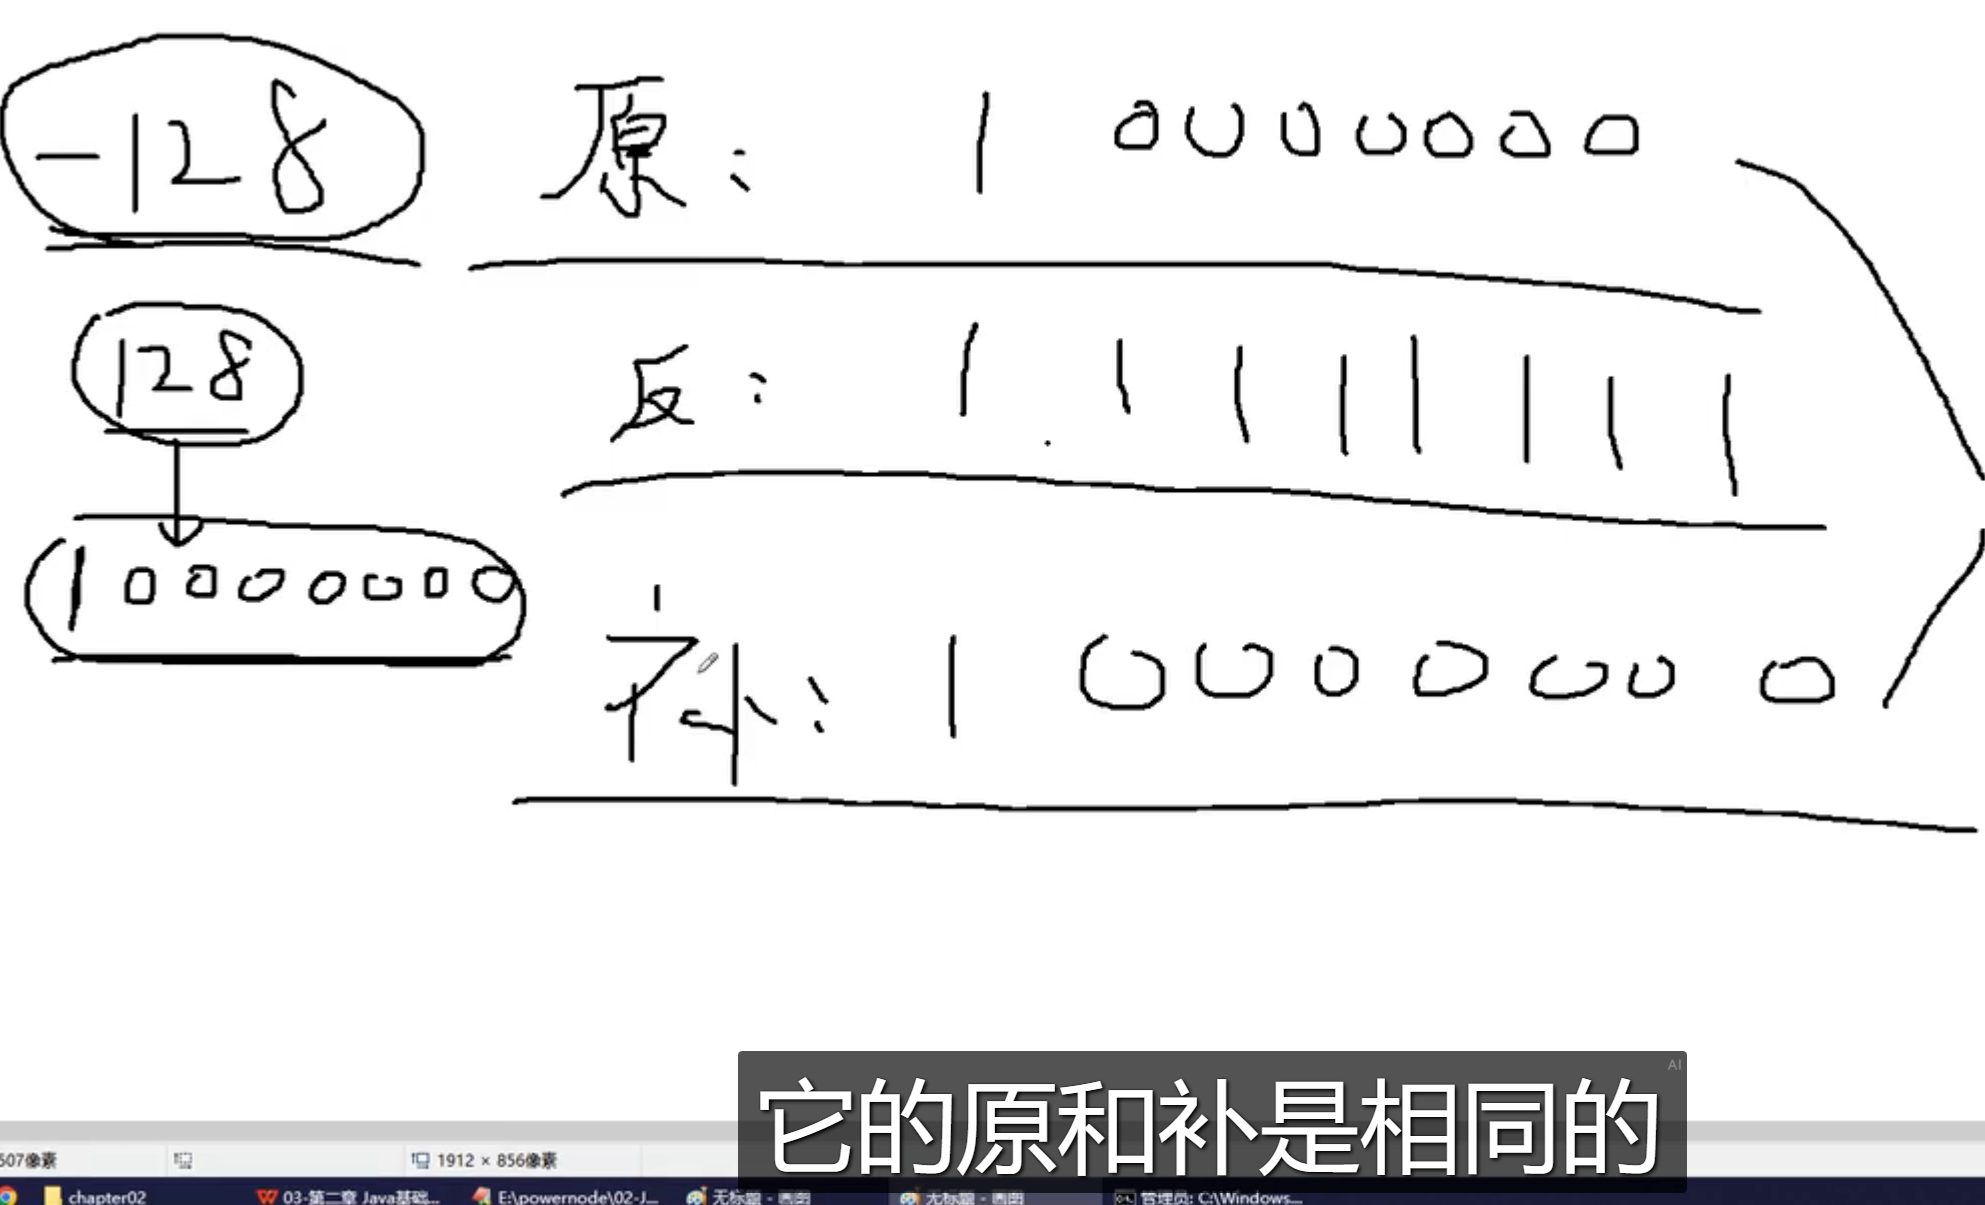 -128 原: 1 0000000
128 反: 1 1111111
10000000
补: 1 0000000
AI
它的原和补是相同的
507像素 1912 × 856像素
chapter02 03-第二章 Java基础... E:\powernode\02-J... 无标题 - 画图 无标题 - 画图 管理员: C:\Windows...